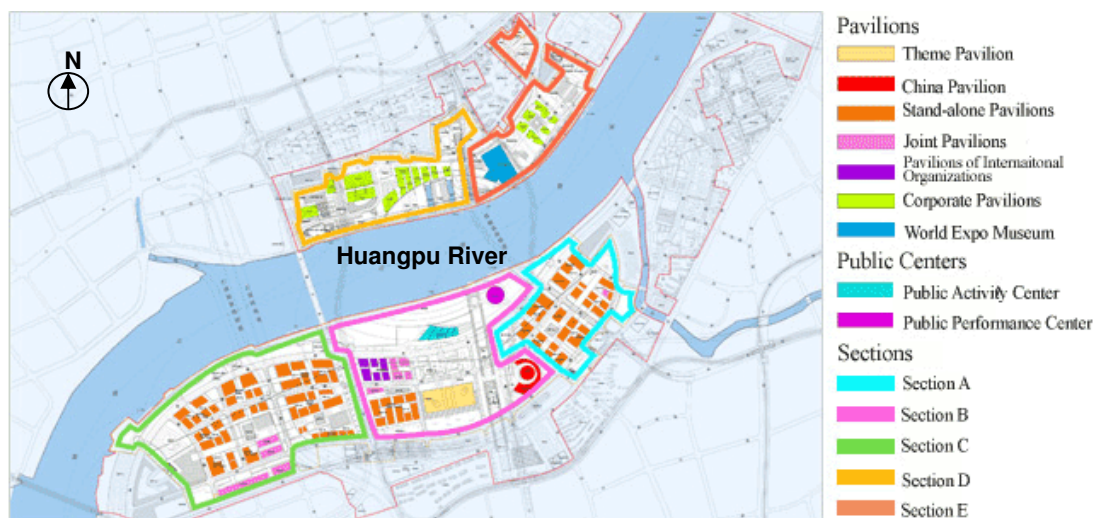 N
Huangpu River
Pavilions
Theme Pavilion
China Pavilion
Stand-alone Pavilions
Joint Pavilions
Pavilions of Internaitonal
Organizations
Corporate Pavilions
World Expo Museum
Public Centers
Public Activity Center
Public Performance Center
Sections
Section A
Section B
Section C
Section D
Section E